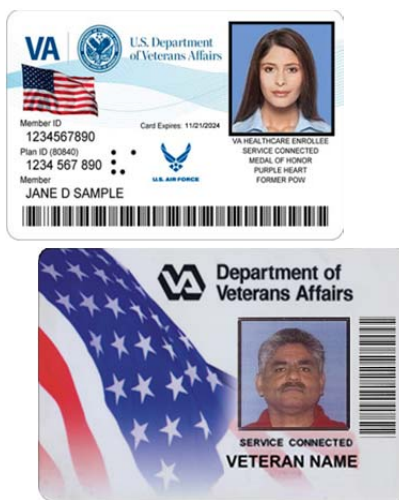 VA
U.S. Department
of Veterans Affairs
Member ID
1234567890
Card Expires: 11/21/2024
Plan ID (80840)
1234 567 890
U.S. AIR FORCE
Member
JANE D SAMPLE
VA HEALTHCARE ENROLLEE
SERVICE CONNECTED
MEDAL OF HONOR
PURPLE HEART
FORMER POW
VA
Department of
Veterans Affairs
SERVICE CONNECTED
VETERAN NAME